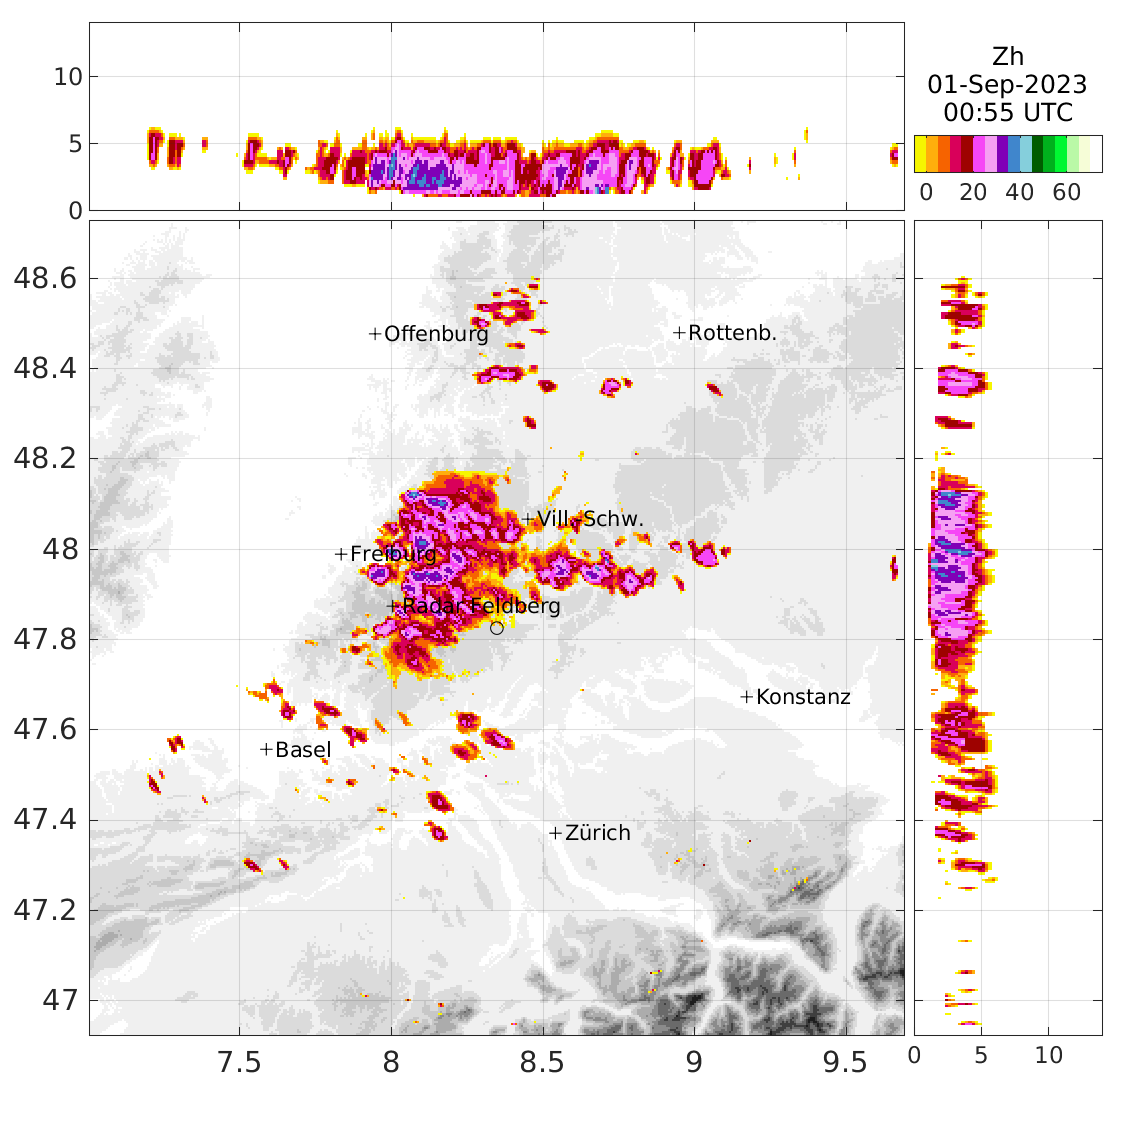 Zh
01-Sep-2023
00:55 UTC
0 20 40 60
10
5
0
48.6
+Offenburg
+Rottenb.
48.4
48.2
+Vill.-Schw.
48
+Freiburg
+Radar Feldberg
47.8
+Konstanz
47.6
+Basel
47.4
+Zürich
47.2
47
7.5 8 8.5 9 9.5
0 5 10